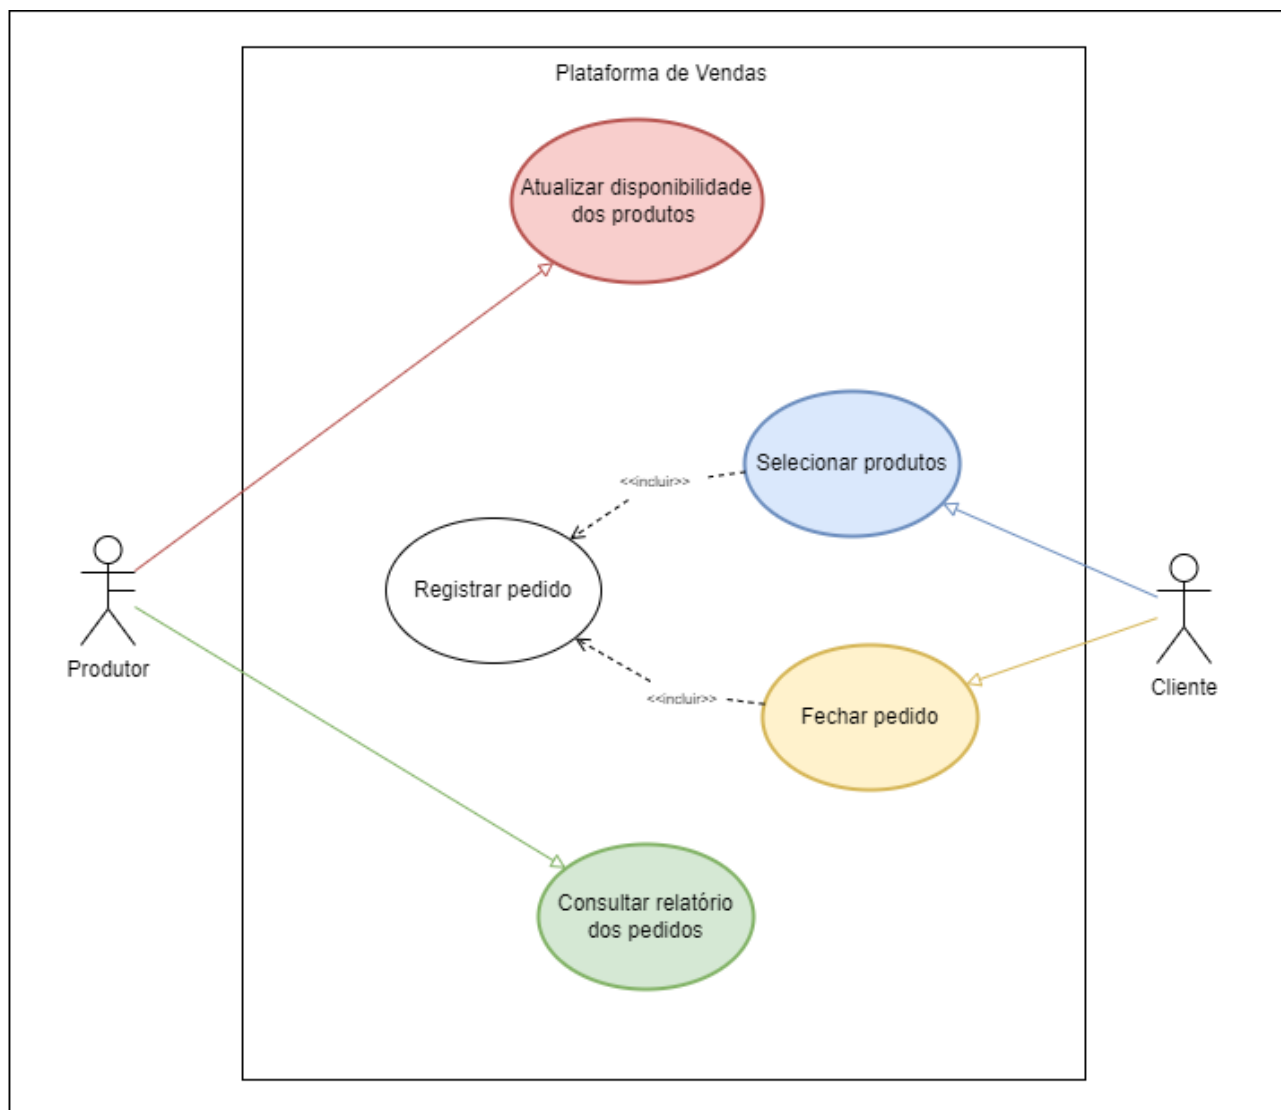 Plataforma de Vendas
Atualizar disponibilidade
dos produtos
Selecionar produtos
<<incluir>>
Registrar pedido
Produtor
Cliente
<<incluir>>
Fechar pedido
Consultar relatório
dos pedidos